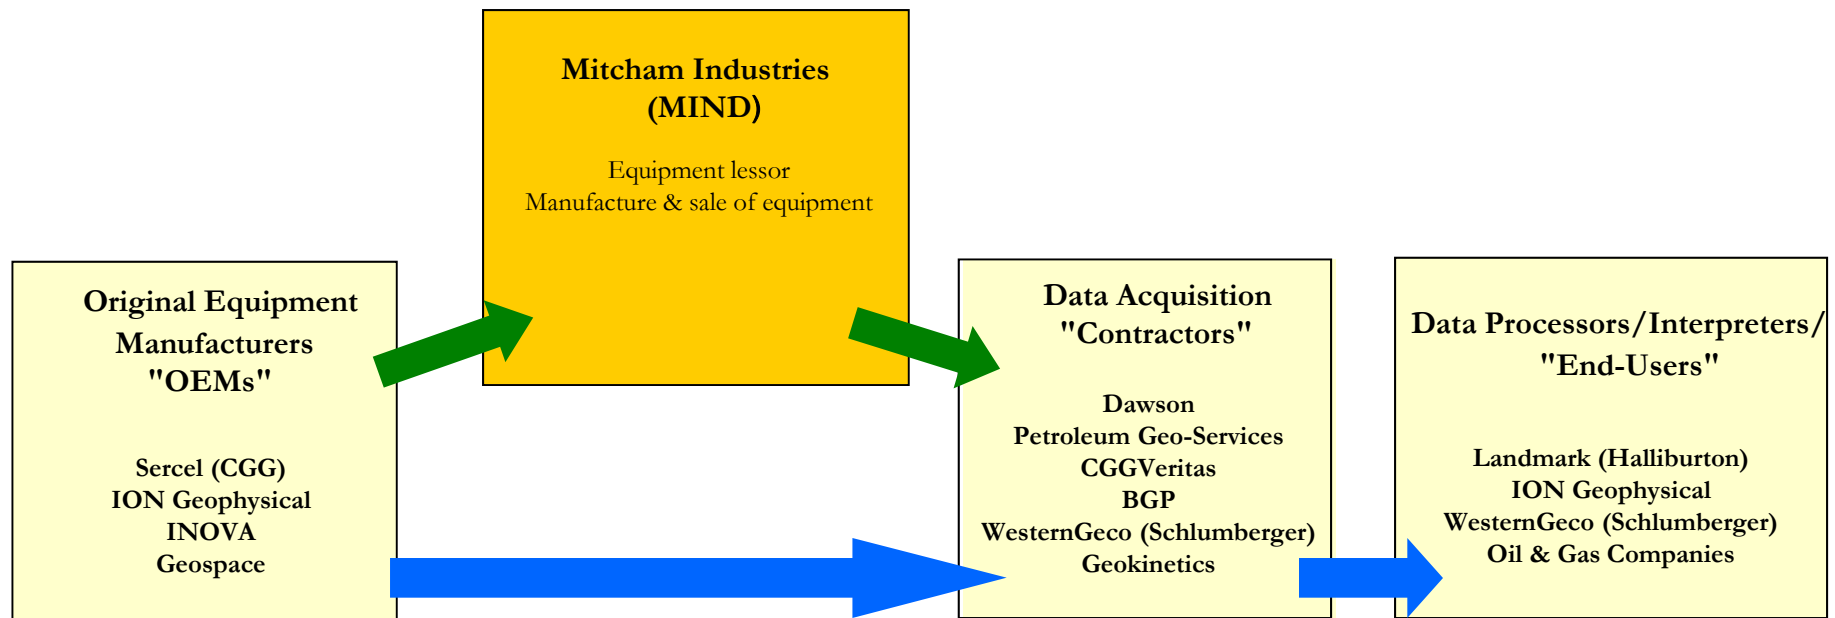 Mitcham Industries
(MIND)
Equipment lessor
Manufacture & sale of equipment
Original Equipment
Manufacturers
"OEMs"
Sercel (CGG)
ION Geophysical
INOVA
Geospace
Data Acquisition
"Contractors"
Dawson
Petroleum Geo-Services
CGGVeritas
BGP
WesternGeco (Schlumberger)
Geokinetics
Data Processors/Interpreters/
"End-Users"
Landmark (Halliburton)
ION Geophysical
WesternGeco (Schlumberger)
Oil & Gas Companies